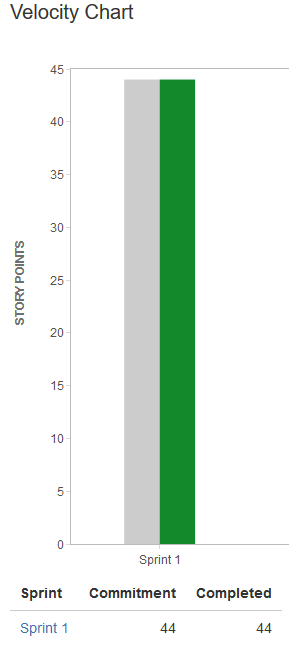 Velocity Chart
45
40
35
30
25
20
15
10
5
0
STORY POINTS
Sprint 1
Sprint Commitment Completed
Sprint 1 44 44